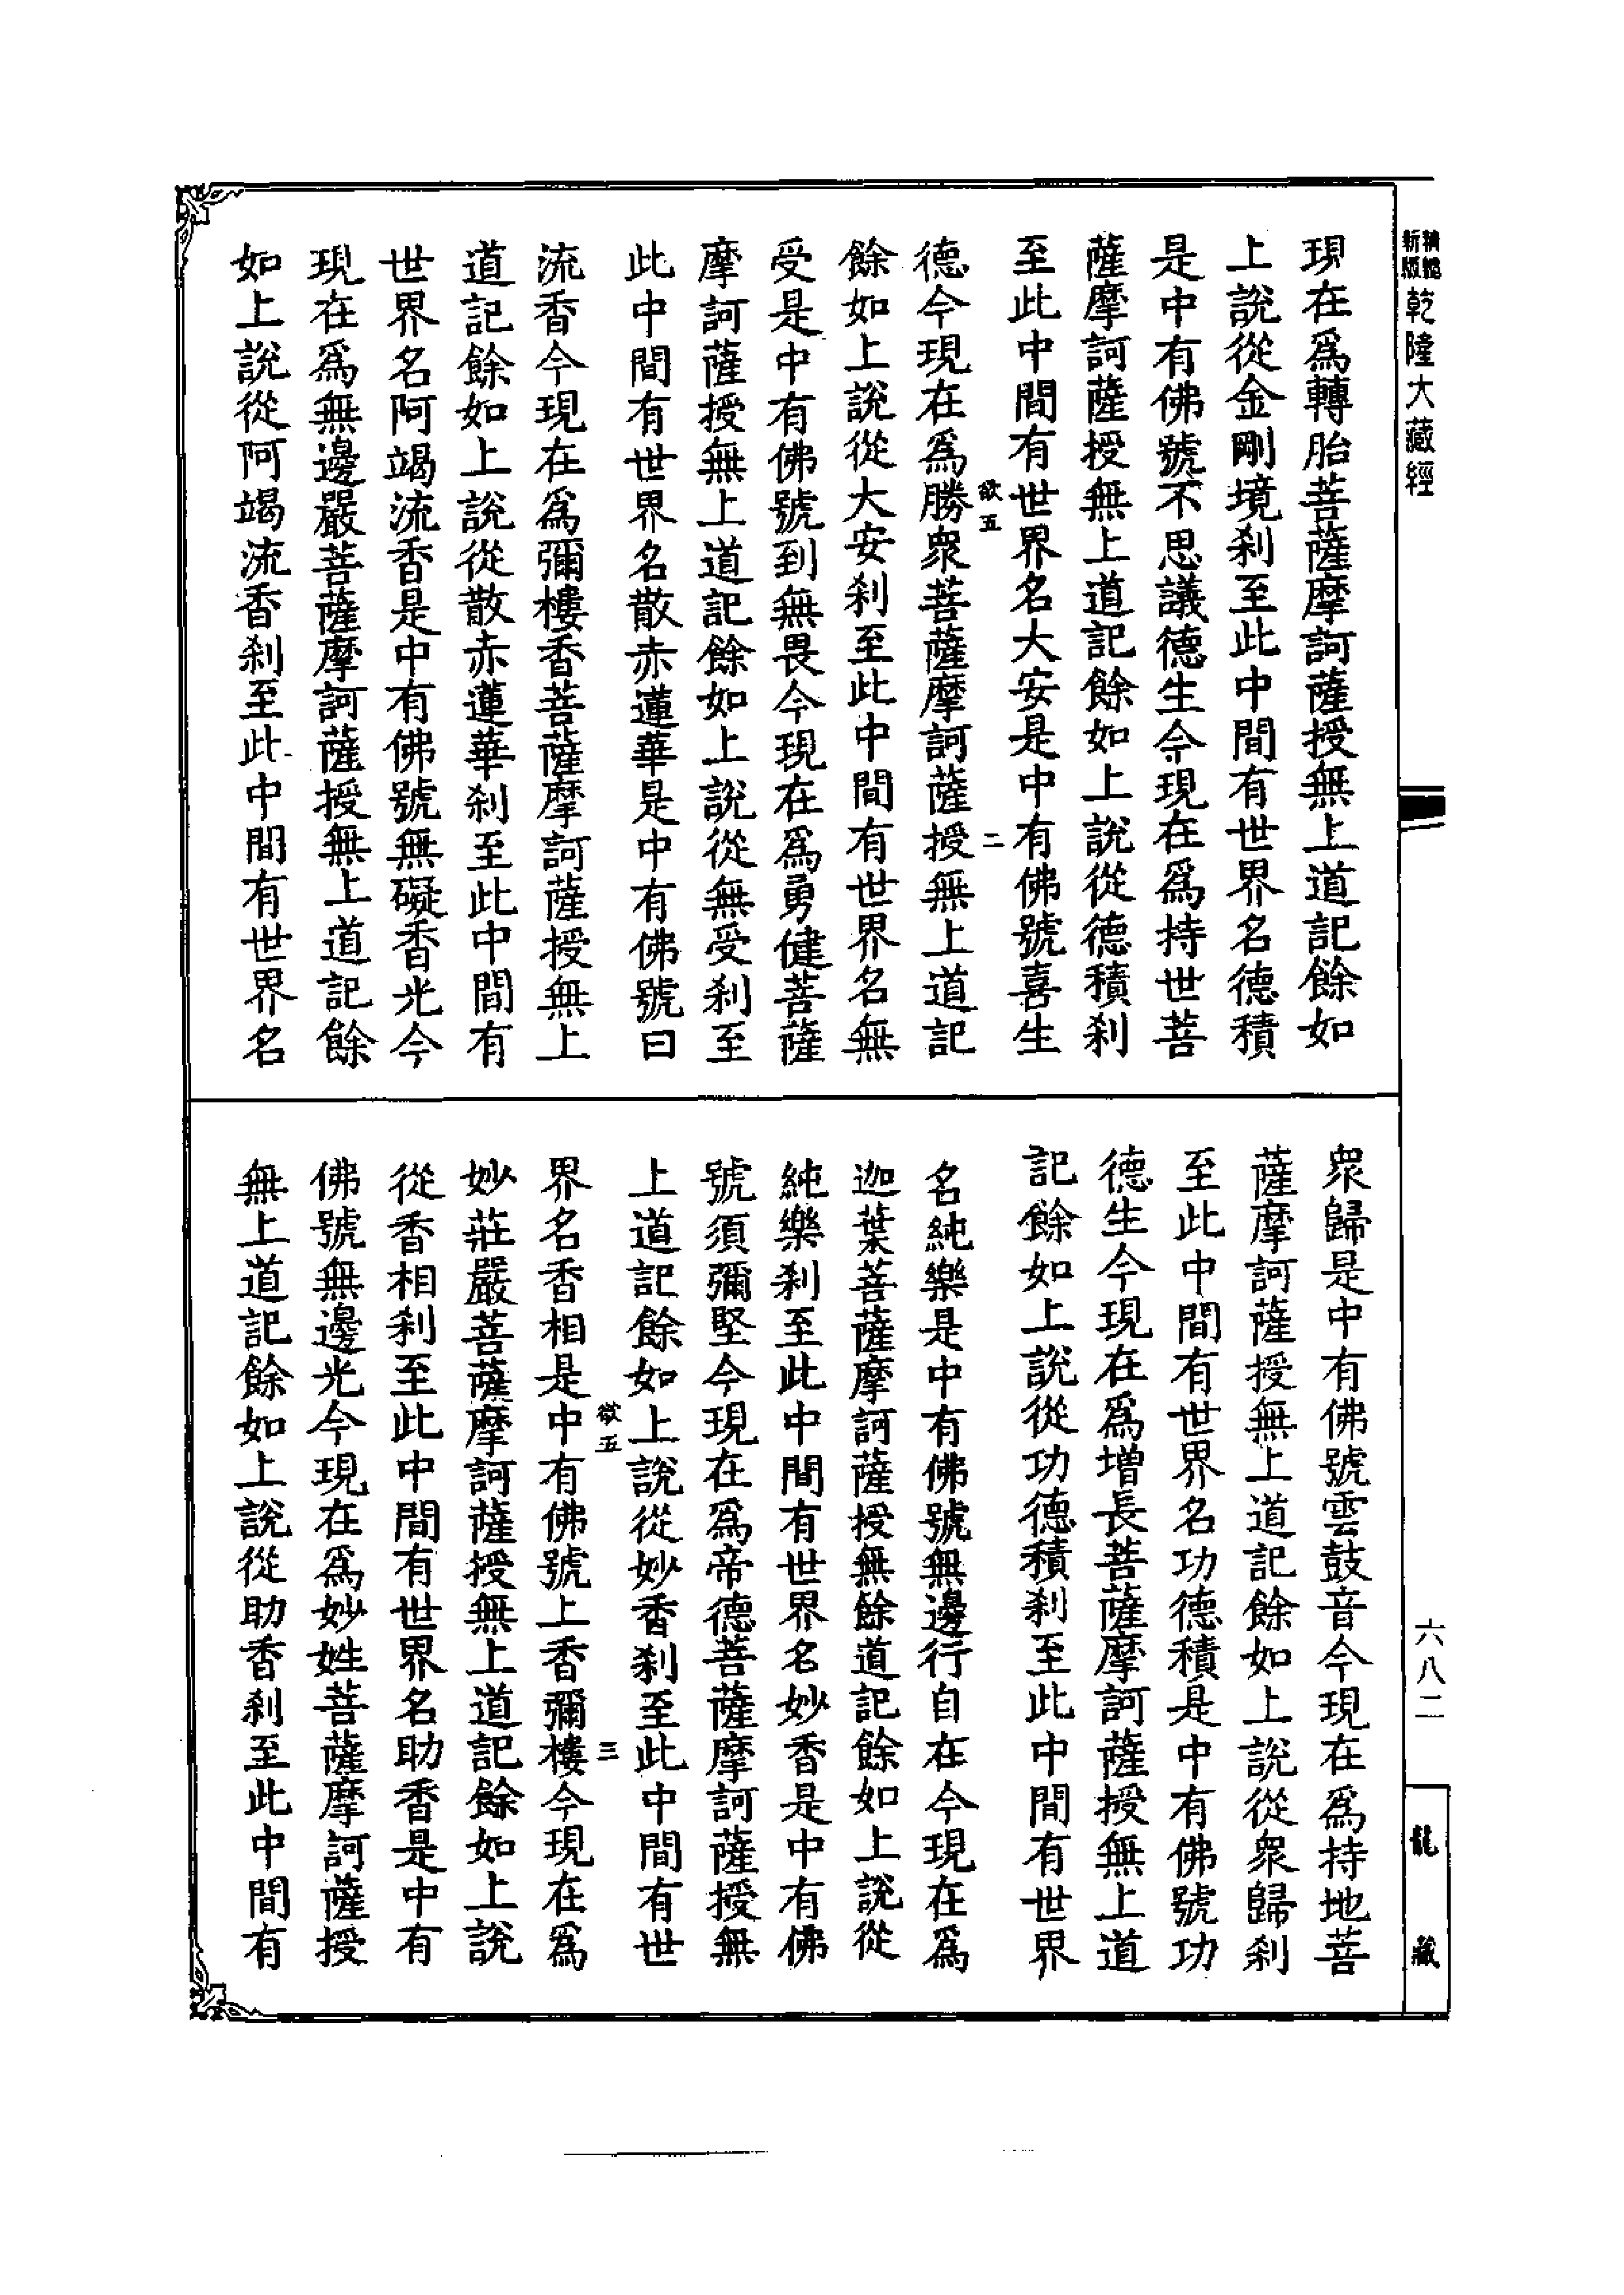 精縮
新版
乾隆大藏經
現在為轉胎菩薩摩訶薩授無上道記餘如
上說從金剛境刹至此中間有世界名德積
是中有佛號不思議德生今現在為持世菩
薩摩訶薩授無上道記餘如上說從德積刹
至此中間有世界名大安是中有佛號喜生
欲五
二
德今現在為勝衆菩薩摩訶薩授無上道記
餘如上說從大安刹至此中間有世界名無
受是中有佛號到無畏今現在為勇健菩薩
摩訶薩授無上道記餘如上說從無受刹至
此中間有世界名散赤蓮華是中有佛號曰
流香今現在為彌樓香菩薩摩訶薩授無上
道記餘如上說從散赤蓮華刹至此中間有
世界名阿竭流香是中有佛號無礙香光今
現在為無邊嚴菩薩摩訶薩授無上道記餘
如上說從阿竭流香刹至此中間有世界名
衆歸是中有佛號雲鼓音今現在為持地菩
薩摩訶薩授無上道記餘如上說從衆歸刹
至此中間有世界名功德積是中有佛號功
德生今現在為增長菩薩摩訶薩授無上道
記餘如上說從功德積刹至此中間有世界
名純樂是中有佛號無邊行自在今現在為
迦葉菩薩摩訶薩授無餘道記餘如上說從
純樂刹至此中間有世界名妙香是中有佛
號須彌堅今現在為帝德菩薩摩訶薩授無
上道記餘如上說從妙香刹至此中間有世
欲五
三
界名香相是中有佛號上香彌樓今現在為
妙莊嚴菩薩摩訶薩授無上道記餘如上說
從香相刹至此中間有世界名助香是中有
佛號無邊光今現在為妙姓菩薩摩訶薩授
無上道記餘如上說從助香刹至此中間有
六八二
龍藏